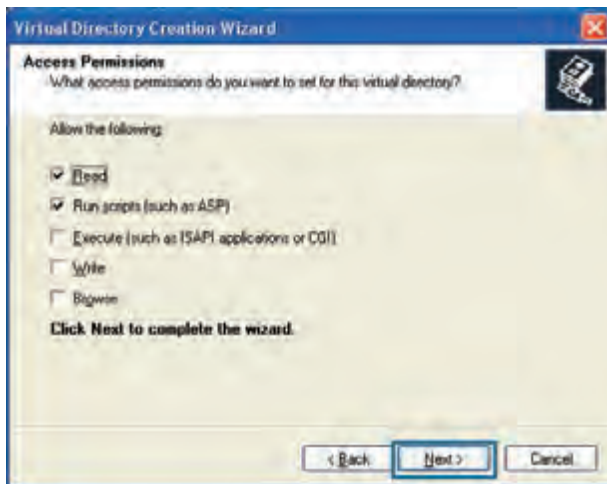 Virtual Directory Creation Wizard
Access Permissions
What access permissions do you want to set for this virtual directory?
Allow the following:
Read
Run scripts (such as ASP)
Execute (such as ISAPI applications or CGI)
Write
Browse
Click Next to complete the wizard.
< Back Next > Cancel